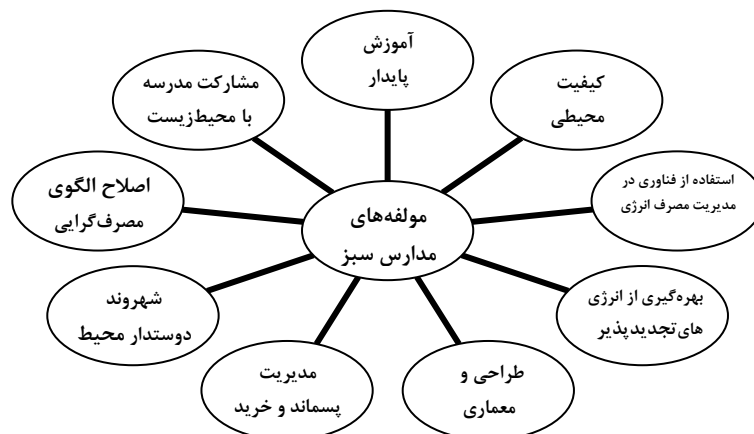 آموزش
پایدار
کیفیت
محیطی
استفاده از فناوری در
مدیریت مصرف انرژی
بهره‌گیری از انرژی
های‌تجدیدپذیر
طراحی و
معماری
مدیریت
پسماند و خرید
شهروند
دوستدار محیط
اصلاح الگوی
مصرف‌گرایی
مشارکت مدرسه
با محیط‌زیست
مولفه‌های
مدارس سبز